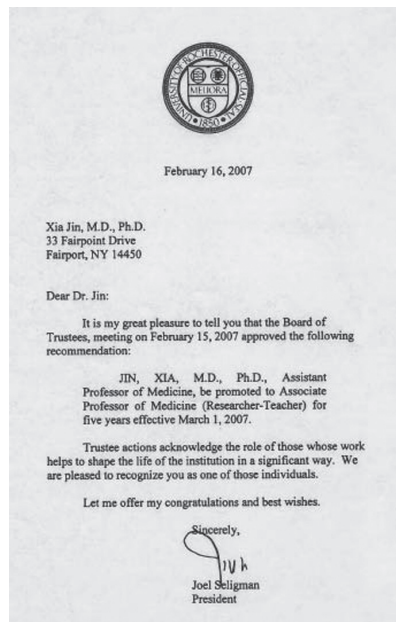 UNIVERSITY OF ROCHESTER OFFICIAL SEAL
MELIORA
1850
February 16, 2007
Xia Jin, M.D., Ph.D.
33 Fairpoint Drive
Fairport, NY 14450
Dear Dr. Jin:
It is my great pleasure to tell you that the Board of
Trustees, meeting on February 15, 2007 approved the following
recommendation:
JIN, XIA, M.D., Ph.D., Assistant
Professor of Medicine, be promoted to Associate
Professor of Medicine (Researcher-Teacher) for
five years effective March 1, 2007.
Trustee actions acknowledge the role of those whose work
helps to shape the life of the institution in a significant way. We
are pleased to recognize you as one of those individuals.
Let me offer my congratulations and best wishes.
Sincerely,
Joel Seligman
President